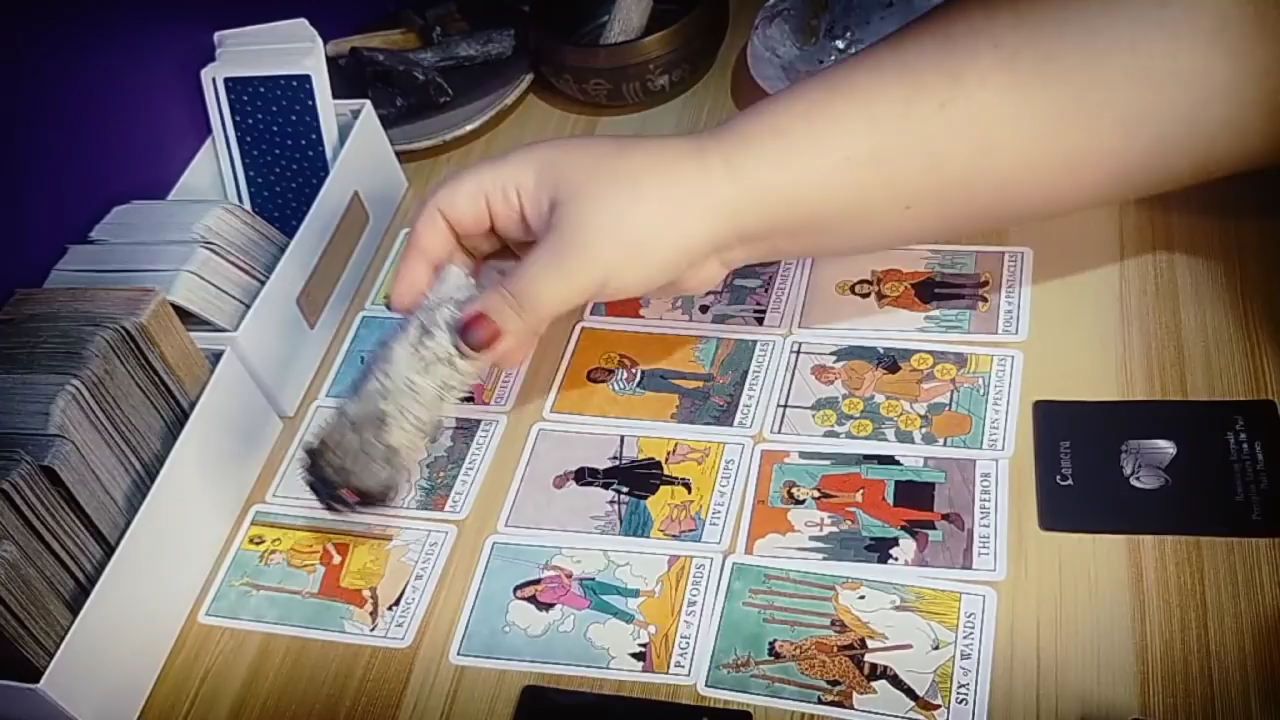 JUDGEMENT
FOUR of PENTACLES
QUEEN
PAGE of PENTACLES
SEVEN of PENTACLES
ACE of PENTACLES
FIVE of CUPS
THE EMPEROR
KING of WANDS
PAGE of SWORDS
SIX of WANDS
Camera